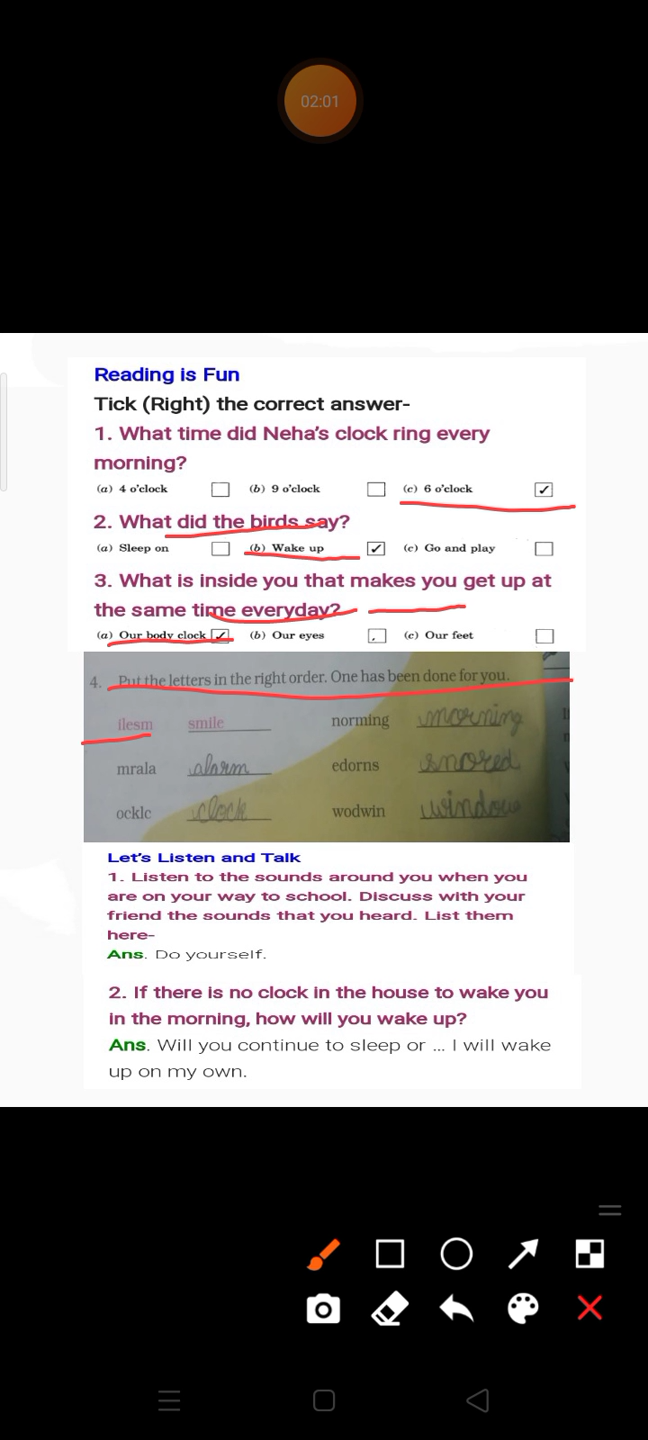 02:01
Reading is Fun
Tick (Right) the correct answer-
1. What time did Neha's clock ring every
morning?
(a) 4 o'clock (b) 9 o'clock (c) 6 o'clock ✓
2. What did the birds say?
(a) Sleep on (b) Wake up ✓ (c) Go and play
3. What is inside you that makes you get up at
the same time everyday?
(a) Our body clock ✓ (b) Our eyes (c) Our feet
4. Put the letters in the right order. One has been done for you.
ilesm smile norming morning
mrala alarm edorns snored
ocklc clock wodwin window
Let's Listen and Talk
1. Listen to the sounds around you when you
are on your way to school. Discuss with your
friend the sounds that you heard. List them
here-
Ans. Do yourself.
2. If there is no clock in the house to wake you
in the morning, how will you wake up?
Ans. Will you continue to sleep or ... I will wake
up on my own.